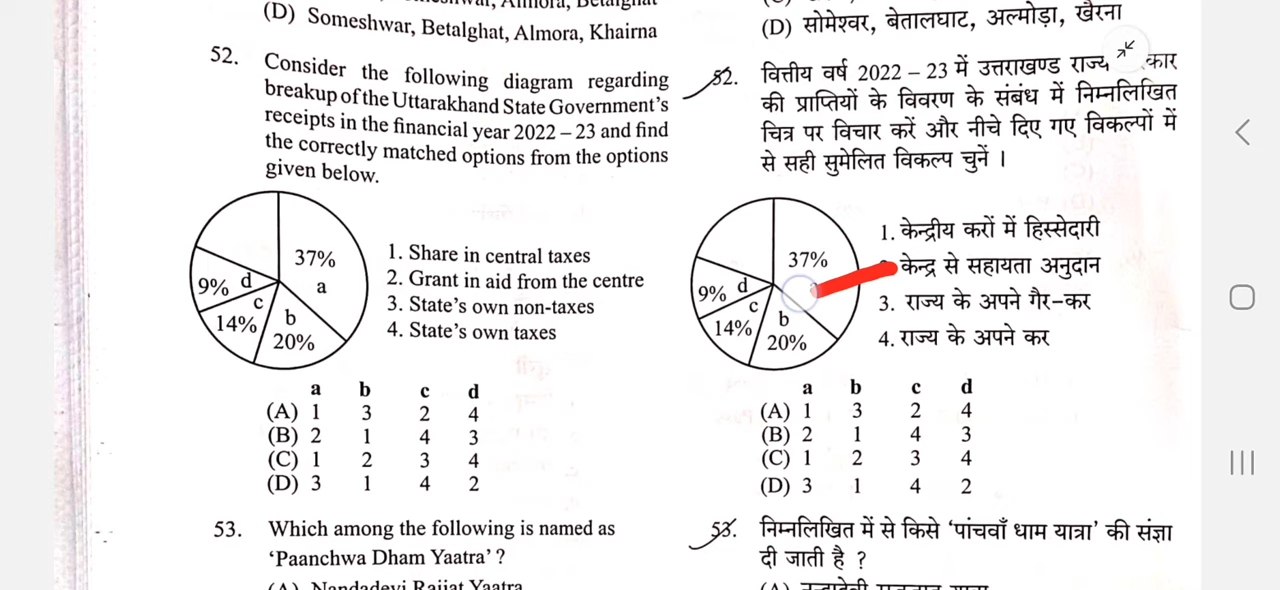 (D) Someshwar, Betalghat, Almora, Khairna
52. Consider the following diagram regarding
breakup of the Uttarakhand State Government's
receipts in the financial year 2022 – 23 and find
the correctly matched options from the options
given below.
37%
a
9% d
c
14%
b
20%
1. Share in central taxes
2. Grant in aid from the centre
3. State's own non-taxes
4. State's own taxes
a b c d
(A) 1 3 2 4
(B) 2 1 4 3
(C) 1 2 3 4
(D) 3 1 4 2
53. Which among the following is named as
'Paanchwa Dham Yaatra' ?
(A) Nandadevi Rajjat Yaatra
(D) सोमेश्वर, बेतालघाट, अल्मोड़ा, खैरना
52. वित्तीय वर्ष 2022 – 23 में उत्तराखण्ड राज्य
की प्राप्तियों के विवरण के संबंध में निम्नलिखित
चित्र पर विचार करें और नीचे दिए गए विकल्पों में
से सही सुमेलित विकल्प चुनें ।
37%
9% d
c
14%
b
20%
1. केन्द्रीय करों में हिस्सेदारी
केन्द्र से सहायता अनुदान
3. राज्य के अपने गैर–कर
4. राज्य के अपने कर
a b c d
(A) 1 3 2 4
(B) 2 1 4 3
(C) 1 2 3 4
(D) 3 1 4 2
53. निम्नलिखित में से किसे 'पांचवाँ धाम यात्रा' की संज्ञा
दी जाती है ?